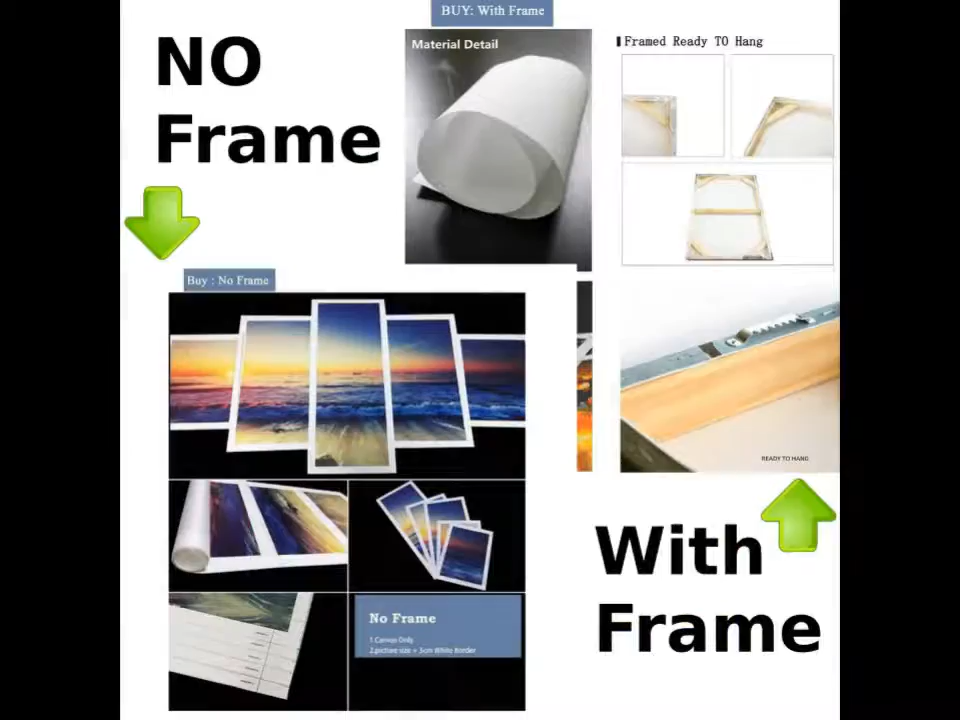 BUY: With Frame
NO
Frame
Material Detail
Framed Ready TO Hang
Buy : No Frame
READY TO HANG
With
Frame
No Frame
1.Canvas Only
2.picture size + 5cm White Border